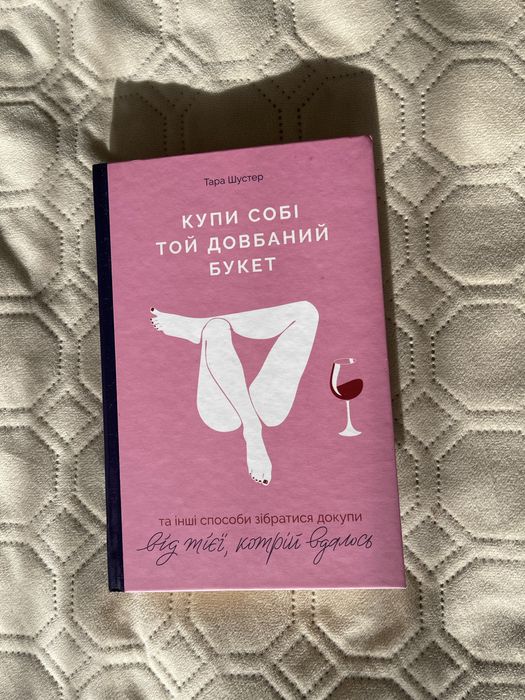 Тара Шустер
КУПИ СОБІ
ТОЙ ДОВБАНИЙ
БУКЕТ
та інші способи зібратися докупи
від тієї, котрій вдалось